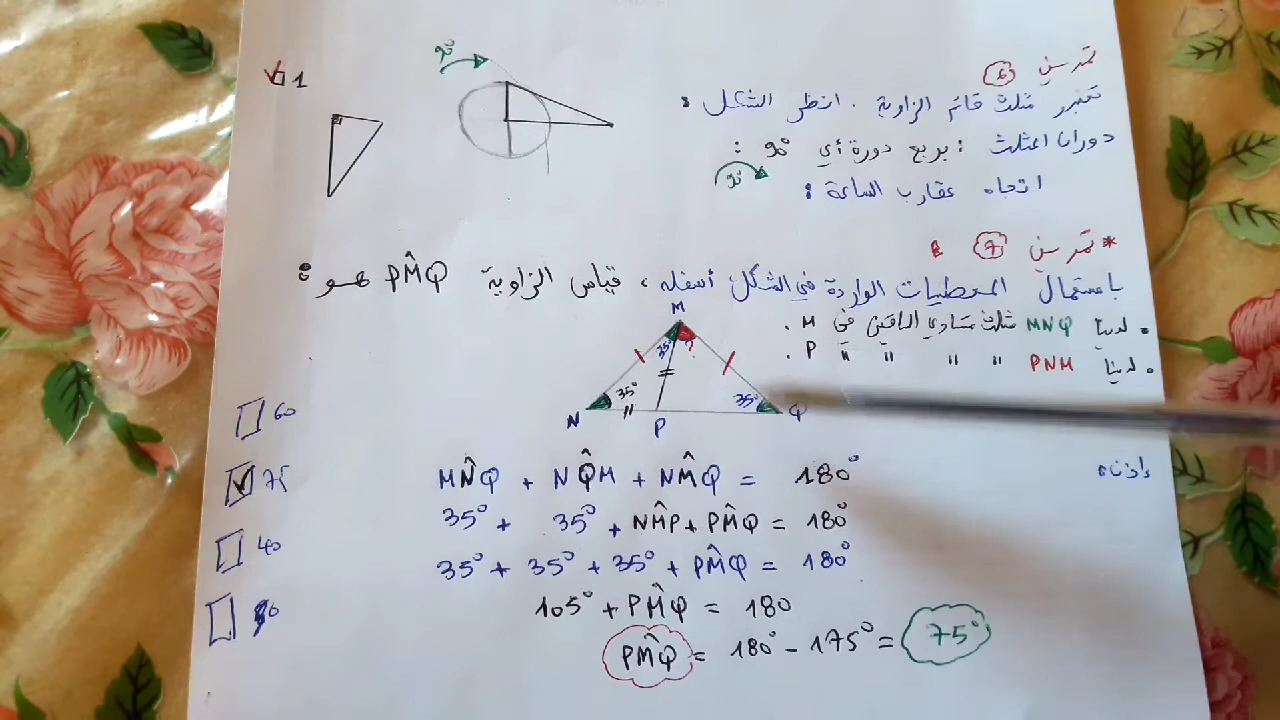 تمرين 6
نعتبر مثلث قائم الزاوية . انظر الشكل :
دوران المثلث : بربع دورة أي 90° :
اتجاه عقارب الساعة :
90°
90°
1
* تمرين 7 :
باستعمال المعطيات الواردة في الشكل أسفله ، قياس الزاوية PM̂Q هو :
• لدينا MNQ مثلث متساوي الساقين في M .
• لدينا PNM " " " " P .
M
35° ?
35° 35°
N P Q
إذن :
60
75
40
MN̂Q + NQ̂M + NM̂Q = 180°
35° + 35° + NM̂P + PM̂Q = 180°
35° + 35° + 35° + PM̂Q = 180°
105° + PM̂Q = 180
PM̂Q = 180° - 175° = 75°